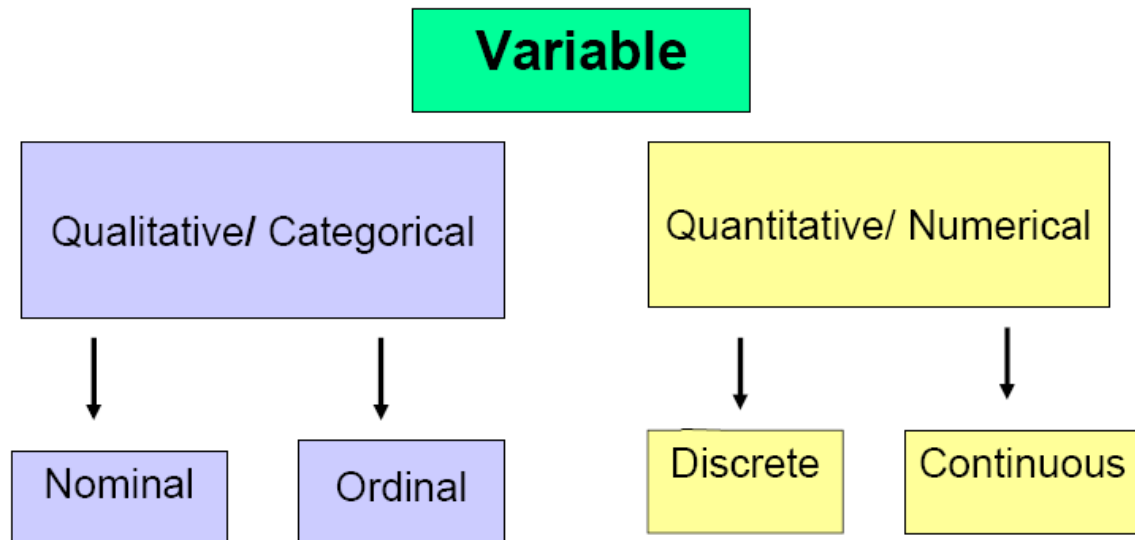 Variable
Qualitative/ Categorical
Quantitative/ Numerical
Nominal
Ordinal
Discrete
Continuous